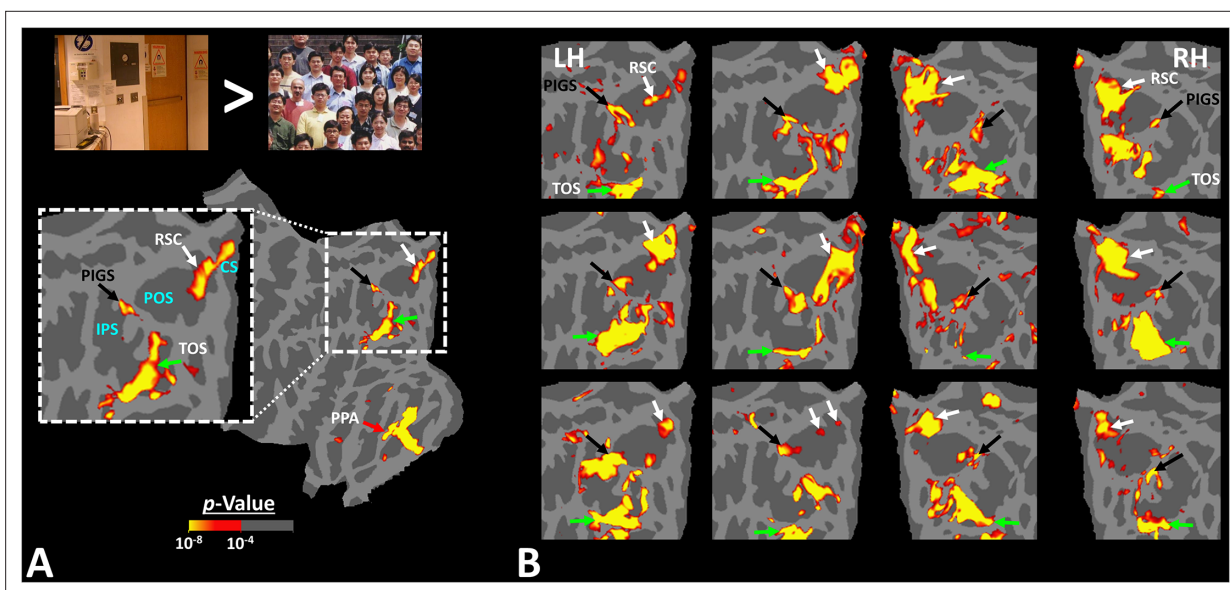 >
RSC
CS
PIGS
POS
IPS
TOS
PPA
p-Value
10-8
10-4
A
LH
RSC
PIGS
TOS
RH
RSC
PIGS
TOS
B